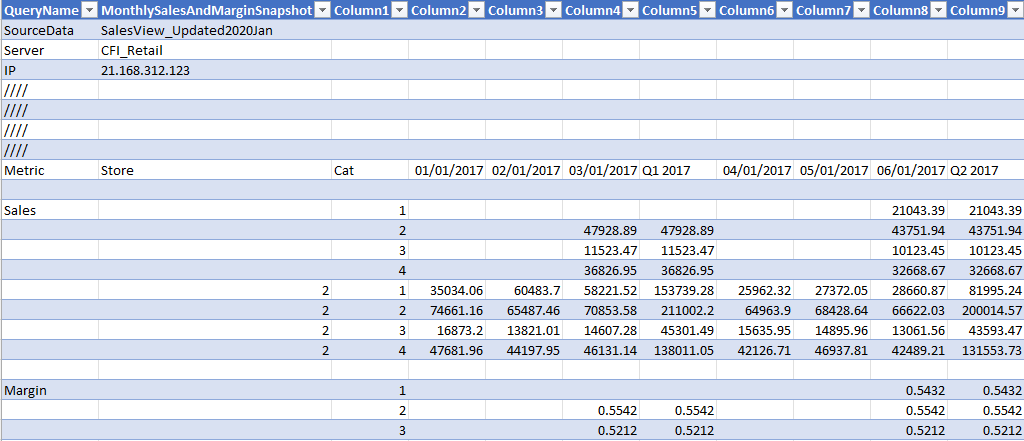 QueryName MonthlySalesAndMarginSnapshot Column1 Column2 Column3 Column4 Column5 Column6 Column7 Column8 Column9
SourceData SalesView_Updated2020Jan
Server CFI_Retail
IP 21.168.312.123
////
////
////
////
Metric Store Cat 01/01/2017 02/01/2017 03/01/2017 Q1 2017 04/01/2017 05/01/2017 06/01/2017 Q2 2017
Sales 1 21043.39 21043.39
2 47928.89 47928.89 43751.94 43751.94
3 11523.47 11523.47 10123.45 10123.45
4 36826.95 36826.95 32668.67 32668.67
2 1 35034.06 60483.7 58221.52 153739.28 25962.32 27372.05 28660.87 81995.24
2 2 74661.16 65487.46 70853.58 211002.2 64963.9 68428.64 66622.03 200014.57
2 3 16873.2 13821.01 14607.28 45301.49 15635.95 14895.96 13061.56 43593.47
2 4 47681.96 44197.95 46131.14 138011.05 42126.71 46937.81 42489.21 131553.73
Margin 1 0.5432 0.5432
2 0.5542 0.5542 0.5542 0.5542
3 0.5212 0.5212 0.5212 0.5212